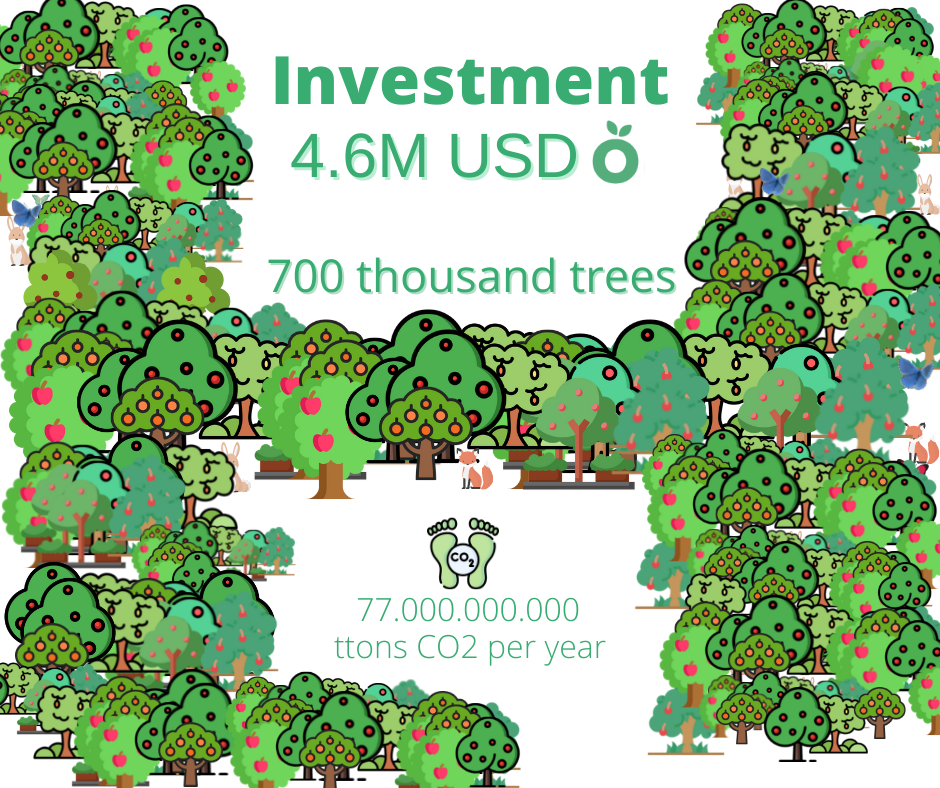 Investment
4.6M USD
700 thousand trees
CO2
77.000.000.000
ttons CO2 per year